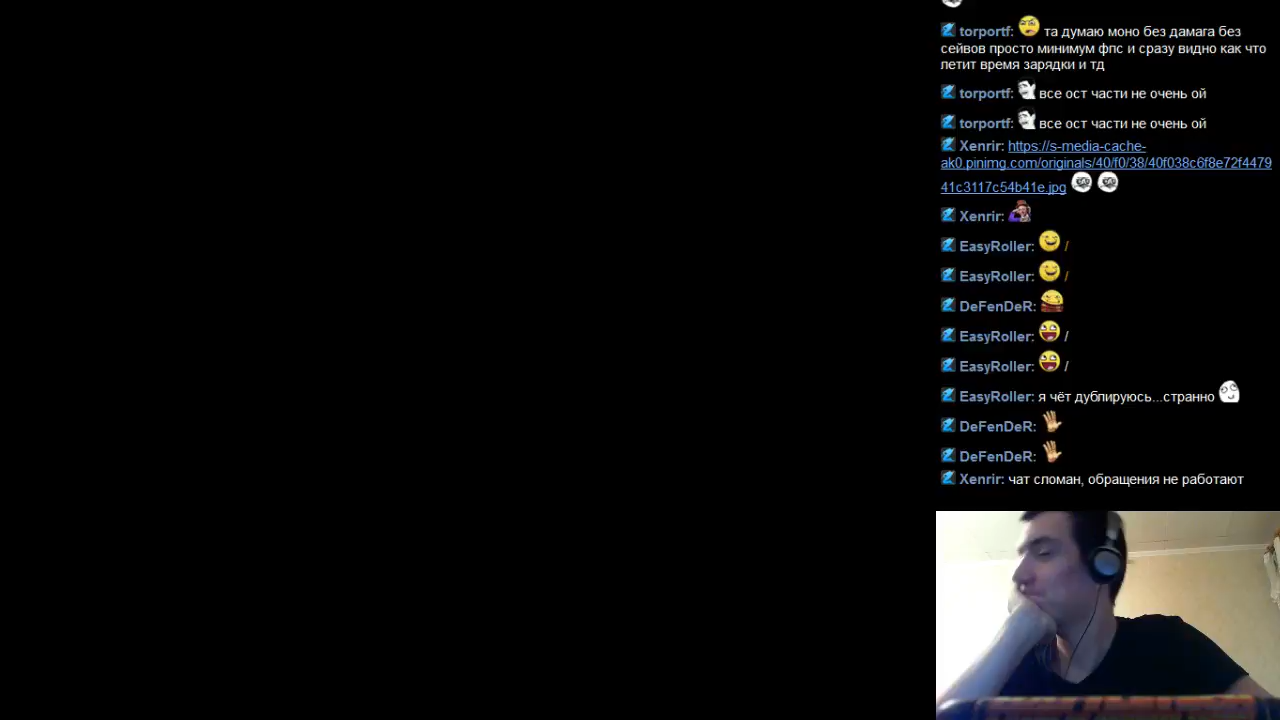 torportf: та думаю моно без дамага без
сейвов просто минимум фпс и сразу видно как что
летит время зарядки и тд
torportf: все ост части не очень ой
torportf: все ост части не очень ой
Xenrir: https://s-media-cache-
ak0.pinimg.com/originals/40/f0/38/40f038c6f8e72f4479
41c3117c54b41e.jpg
Xenrir:
EasyRoller: /
EasyRoller: /
DeFenDeR:
EasyRoller: /
EasyRoller: /
EasyRoller: я чёт дублируюсь...странно
DeFenDeR:
DeFenDeR:
Xenrir: чат сломан, обращения не работают